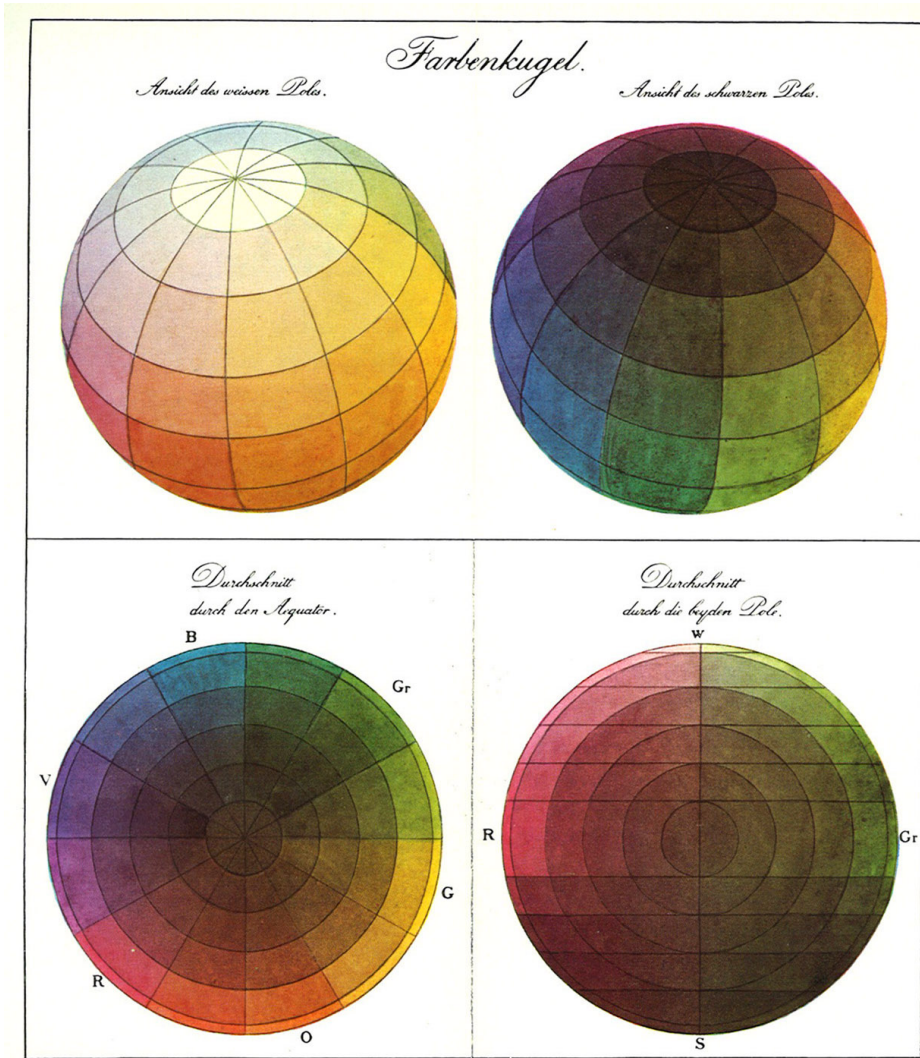 Farbenkugel.
Ansicht des weissen Poles.
Ansicht des schwarzen Poles.
Durchschnitt
durch den Aequator.
B
Gr
V
G
R
O
Durchschnitt
durch die beyden Pole.
W
R
Gr
S